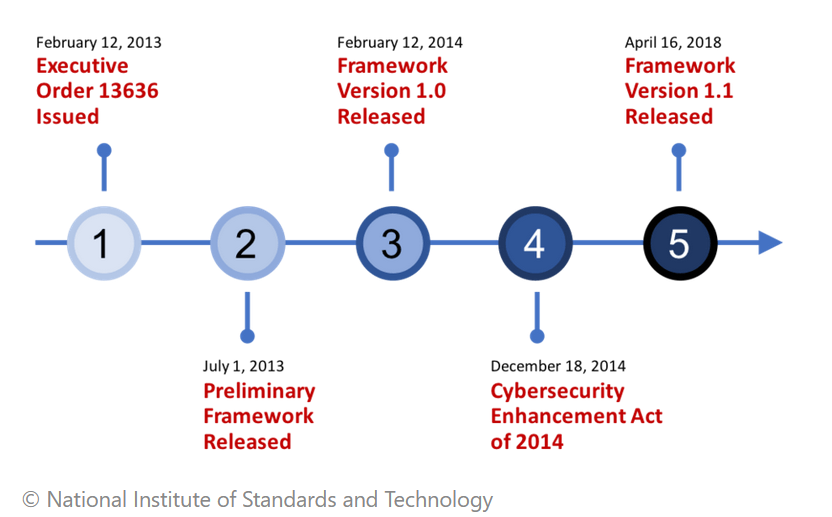 February 12, 2013
Executive
Order 13636
Issued
February 12, 2014
Framework
Version 1.0
Released
April 16, 2018
Framework
Version 1.1
Released
1
2
3
4
5
July 1, 2013
Preliminary
Framework
Released
December 18, 2014
Cybersecurity
Enhancement Act
of 2014
© National Institute of Standards and Technology